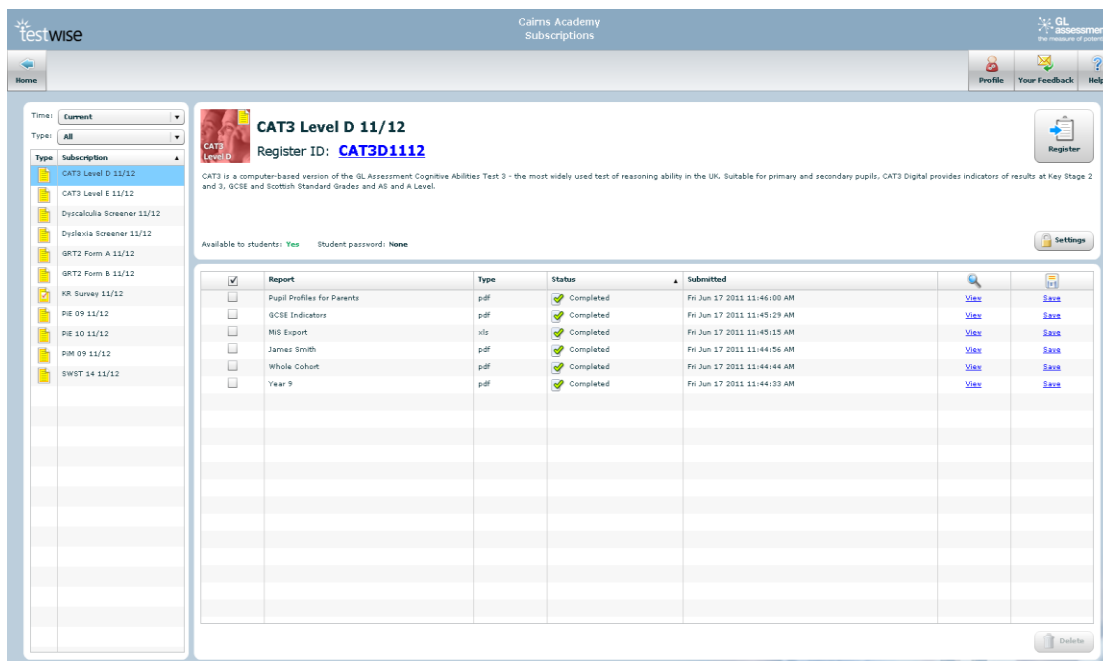 testwise
Cairns Academy
Subscriptions
GL
assessmen
the measure of poten
Home
Profile
Your Feedback
Help
Time: Current
Type: All
Type Subscription
CAT3 Level D 11/12
CAT3 Level E 11/12
Dyscalculia Screener 11/12
Dyslexia Screener 11/12
GRT2 Form A 11/12
GRT2 Form B 11/12
KR Survey 11/12
PiE 09 11/12
PiE 10 11/12
PiM 09 11/12
SWST 14 11/12
CAT3
Level D
CAT3 Level D 11/12
Register ID: CAT3D1112
Register
CAT3 is a computer-based version of the GL Assessment Cognitive Abilities Test 3 - the most widely used test of reasoning ability in the UK. Suitable for primary and secondary pupils, CAT3 Digital provides indicators of results at Key Stage 2
and 3, GCSE and Scottish Standard Grades and AS and A Level.
Available to students: Yes Student password: None
Settings
Report Type Status Submitted
Pupil Profiles for Parents pdf Completed Fri Jun 17 2011 11:46:00 AM View Save
GCSE Indicators pdf Completed Fri Jun 17 2011 11:45:29 AM View Save
MiS Export xls Completed Fri Jun 17 2011 11:45:15 AM View Save
James Smith pdf Completed Fri Jun 17 2011 11:44:56 AM View Save
Whole Cohort pdf Completed Fri Jun 17 2011 11:44:44 AM View Save
Year 9 pdf Completed Fri Jun 17 2011 11:44:33 AM View Save
Delete